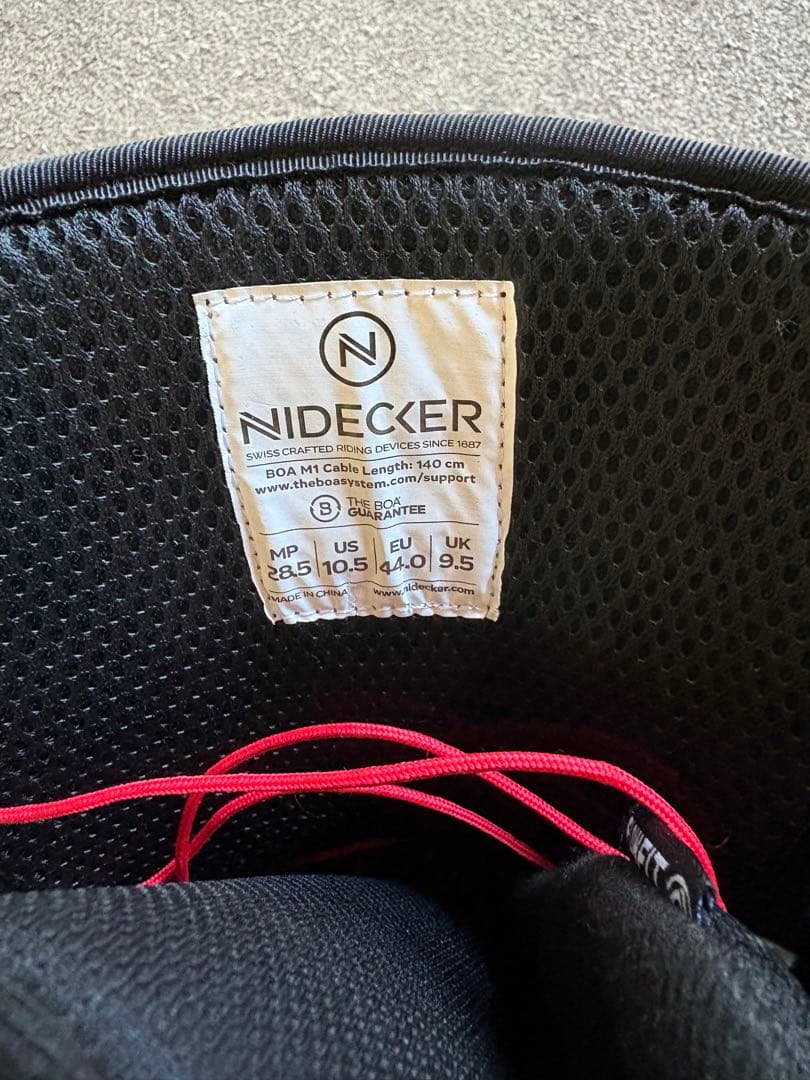 N
NIDECKER
SWISS CRAFTED RIDING DEVICES SINCE 1887
BOA M1 Cable Length: 140 cm
www.theboasystem.com/support
B THE BOA
GUARANTEE
MP US EU UK
28.5 10.5 44.0 9.5
MADE IN CHINA www.nidecker.com